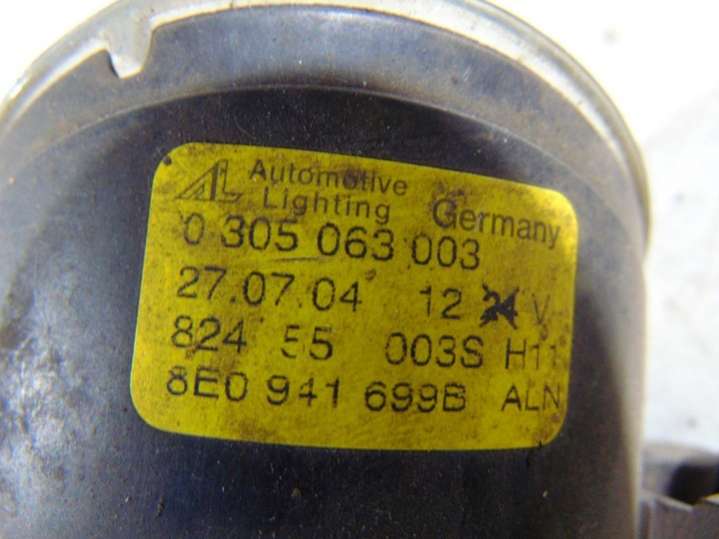 AL Automotive
Lighting Germany
0 305 063 003
27.07.04 12 24 V
824 55 003S H11
8E0 941 699B ALN